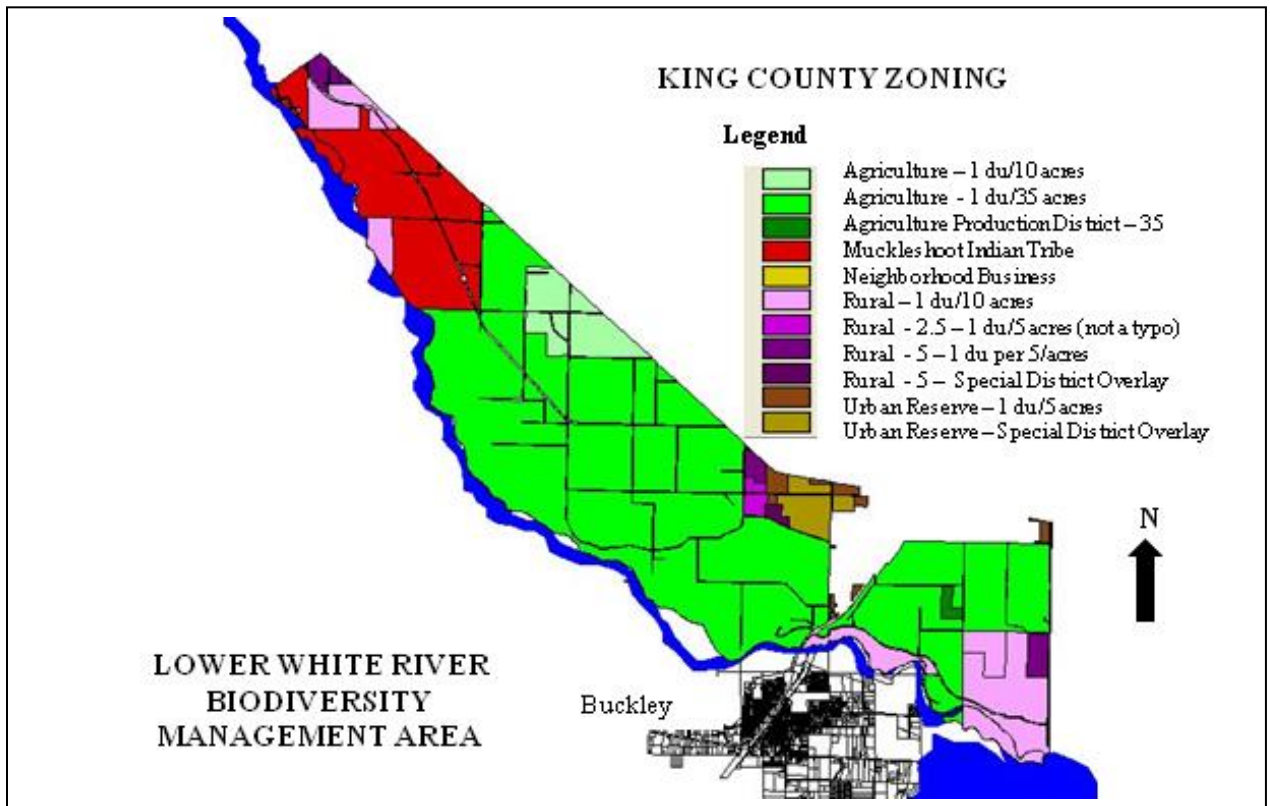 KING COUNTY ZONING
Legend
Agriculture – 1 du/10 acres
Agriculture - 1 du/35 acres
Agriculture Production District – 35
Muckleshoot Indian Tribe
Neighborhood Business
Rural – 1 du/10 acres
Rural - 2.5 – 1 du/5 acres (not a typo)
Rural - 5 – 1 du per 5/acres
Rural - 5 – Special District Overlay
Urban Reserve – 1 du/5 acres
Urban Reserve – Special District Overlay
N
LOWER WHITE RIVER
BIODIVERSITY
MANAGEMENT AREA
Buckley